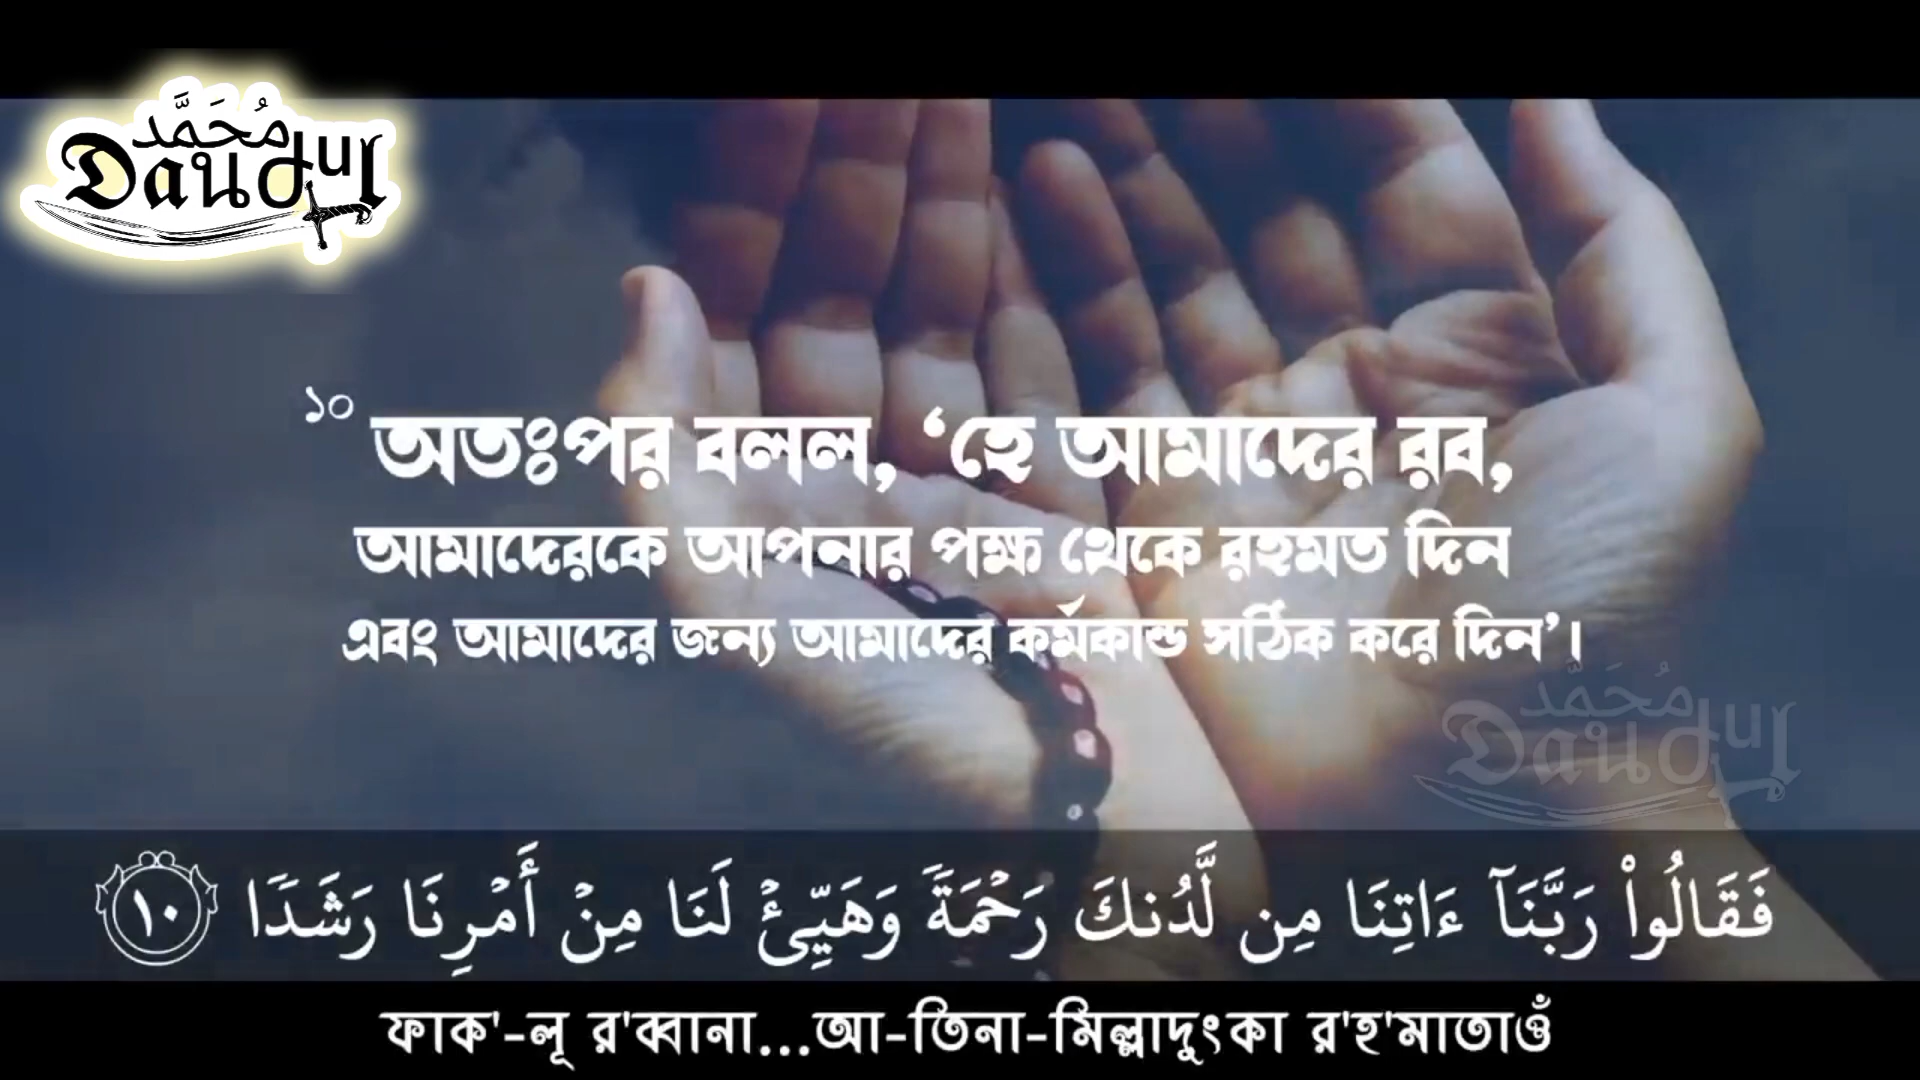 مُحَمَّد
Daudul
১০ অতঃপর বলল, ‘হে আমাদের রব,
আমাদেরকে আপনার পক্ষ থেকে রহমত দিন
এবং আমাদের জন্য আমাদের কর্মকান্ড সঠিক করে দিন’।
مُحَمَّد
Daudul
فَقَالُوا۟ رَبَّنَآ ءَاتِنَا مِن لَّدُنكَ رَحْمَةً وَهَيِّئْ لَنَا مِنْ أَمْرِنَا رَشَدًا ١٠
ফাক'-লূ র'ব্বানা...আ-তিনা-মিল্লাদুংকা র'হ'মাতাওঁ